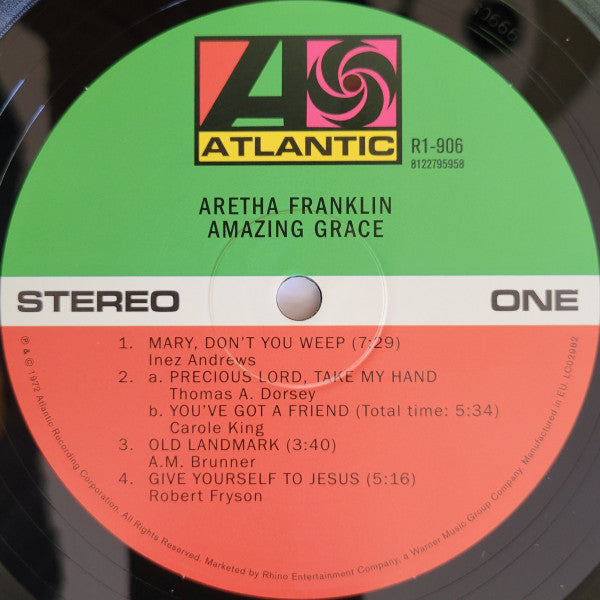 ATLANTIC
R1-906
8122795958
ARETHA FRANKLIN
AMAZING GRACE
STEREO
ONE
1. MARY, DON'T YOU WEEP (7:29)
Inez Andrews
2. a. PRECIOUS LORD, TAKE MY HAND
Thomas A. Dorsey
b. YOU'VE GOT A FRIEND (Total time: 5:34)
Carole King
3. OLD LANDMARK (3:40)
A.M. Brunner
4. GIVE YOURSELF TO JESUS (5:16)
Robert Fryson
℗ & © 1972 Atlantic Recording Corporation. All Rights Reserved. Marketed by Rhino Entertainment Company, a Warner Music Group Company. Manufactured in EU. LC02982